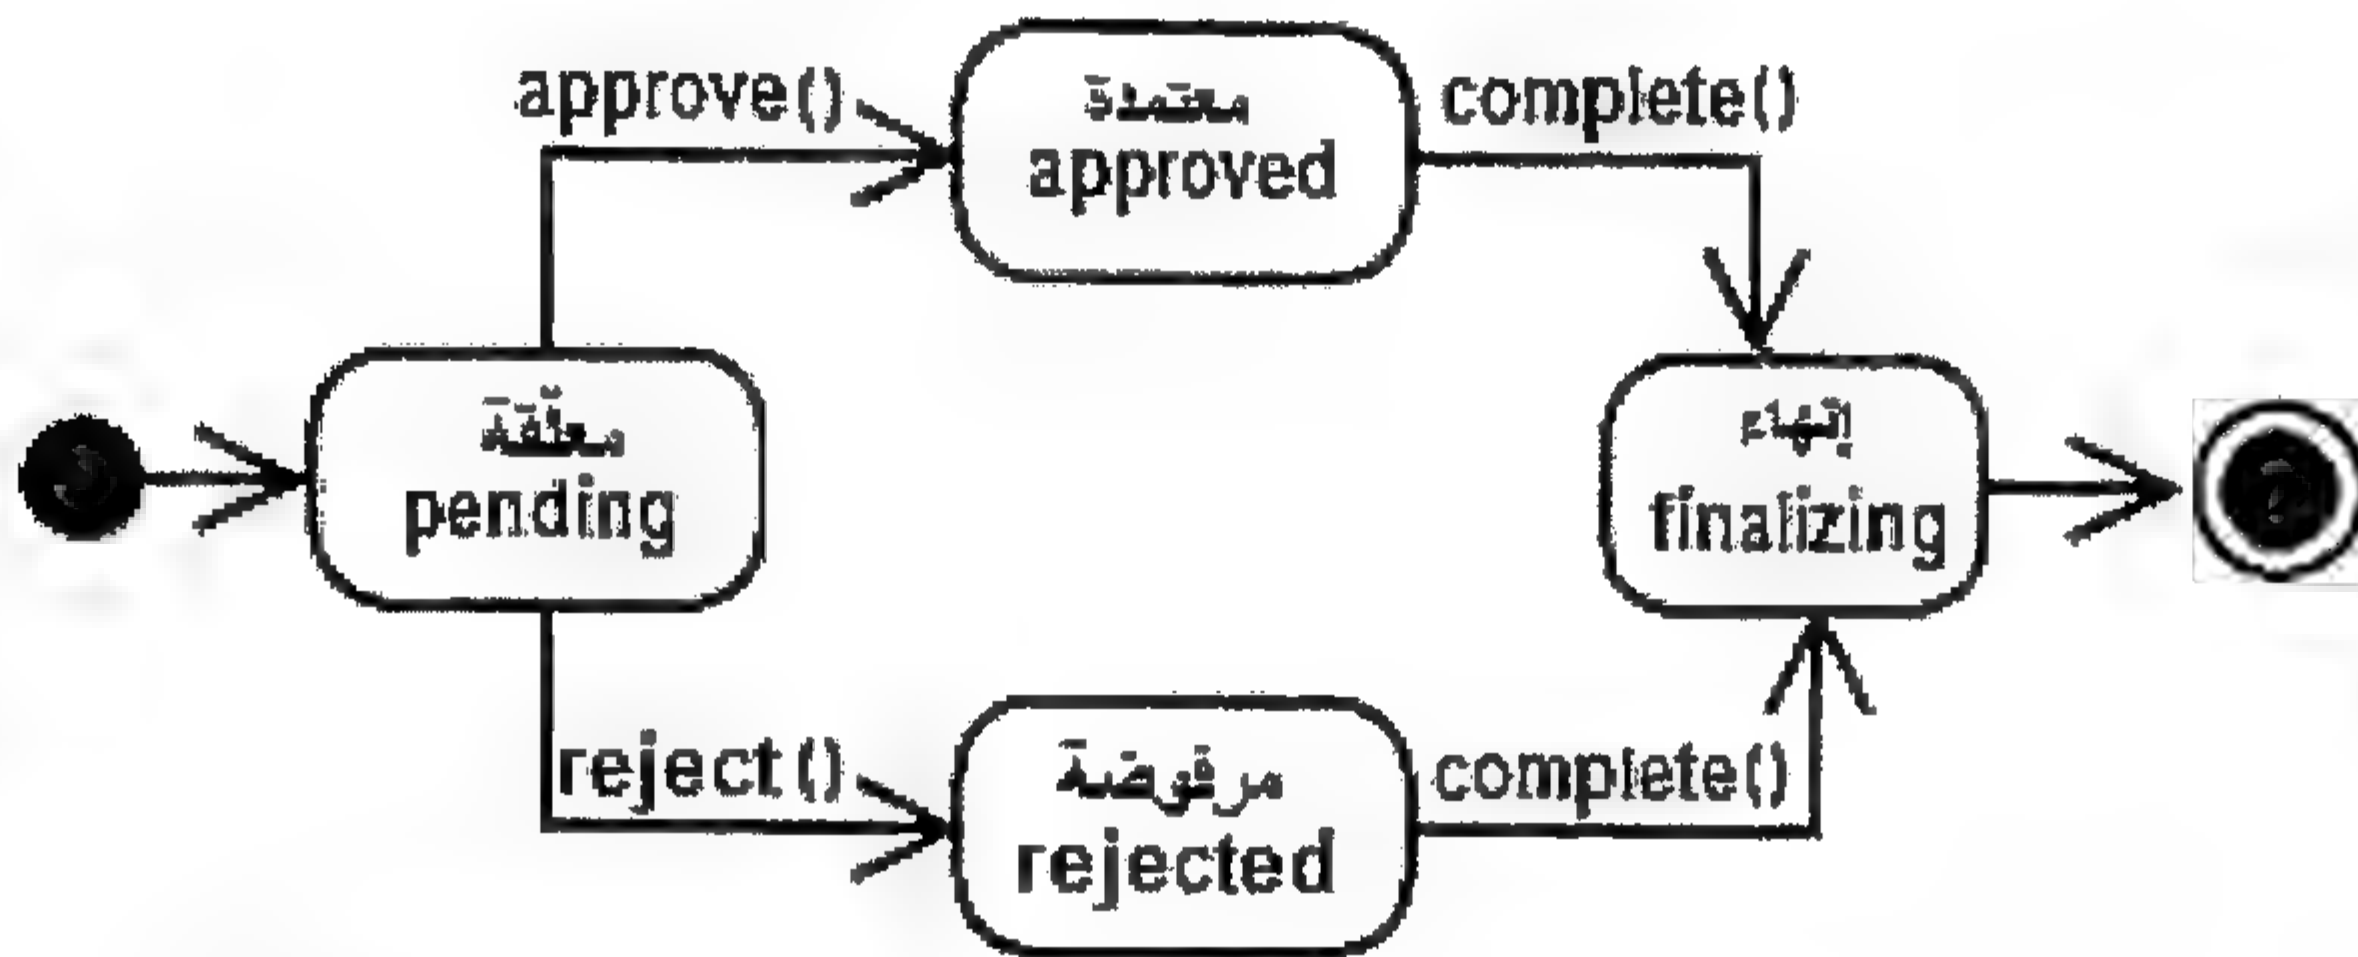 approve()
معتمدة
approved
complete()
معلقة
pending
إنهاء
finalizing
reject()
مرفوضة
rejected
complete()